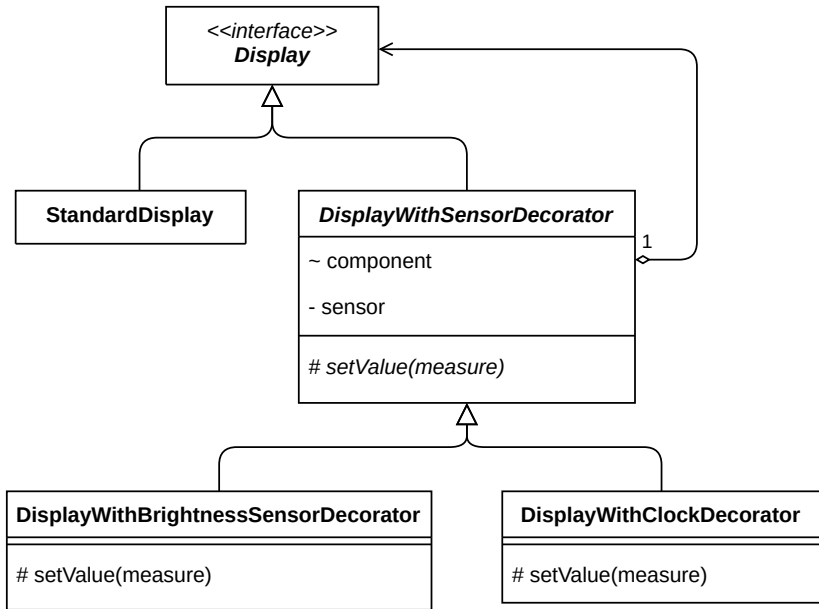 <<interface>>
Display
StandardDisplay
DisplayWithSensorDecorator
1
~ component
- sensor
# setValue(measure)
DisplayWithBrightnessSensorDecorator
# setValue(measure)
DisplayWithClockDecorator
# setValue(measure)